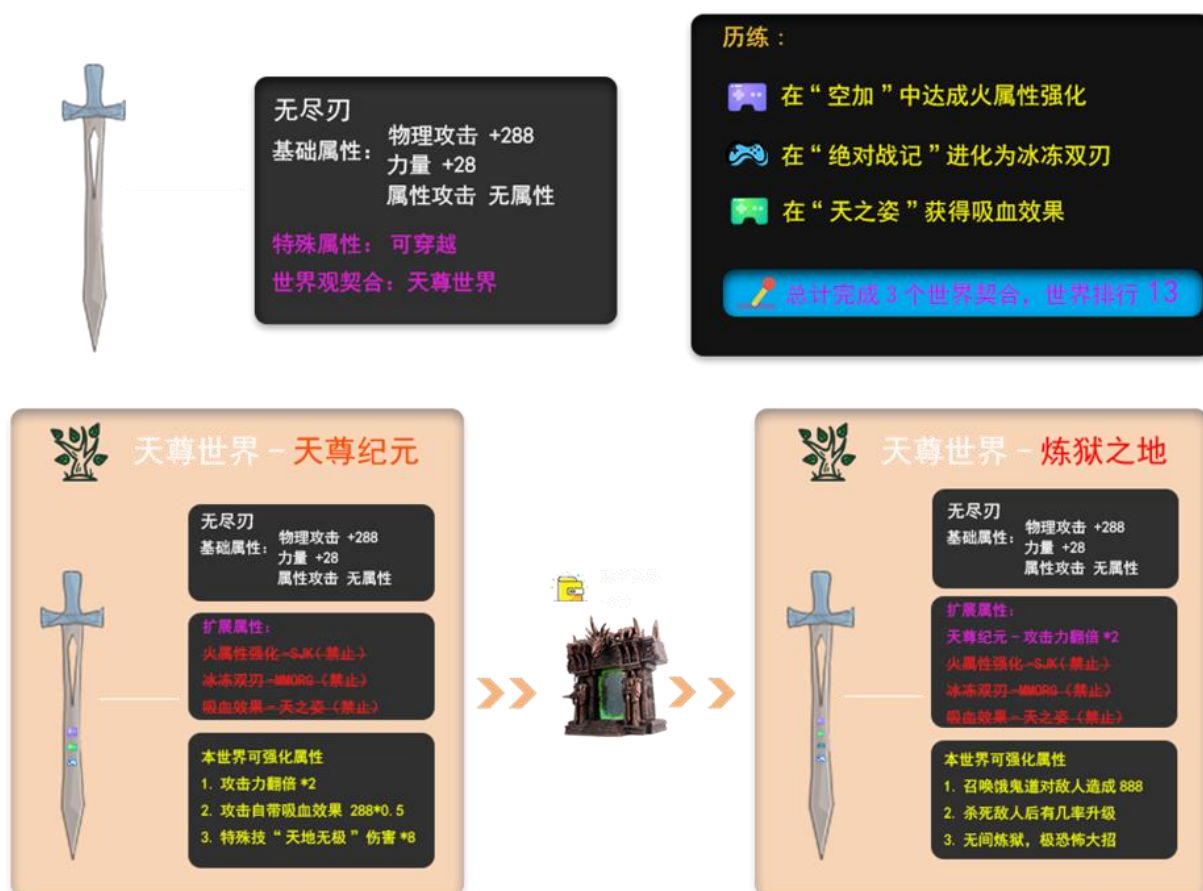 无尽刃
基础属性: 物理攻击 +288
力量 +28
属性攻击 无属性
特殊属性: 可穿越
世界观契合: 天尊世界
历练:
在“空加”中达成火属性强化
在“绝对战记”进化为冰冻双刃
在“天之姿”获得吸血效果
总计完成3个世界契合, 世界排行 13
天尊世界-天尊纪元
无尽刃
基础属性: 物理攻击 +288
力量 +28
属性攻击 无属性
扩展属性:
火属性强化-SJK(禁止)
冰冻双刃-MMORG(禁止)
吸血效果-天之姿(禁止)
本世界可强化属性
1. 攻击力翻倍 *2
2. 攻击自带吸血效果 288*0.5
3. 特殊技“天地无极”伤害*8
天尊世界-炼狱之地
无尽刃
基础属性: 物理攻击 +288
力量 +28
属性攻击 无属性
扩展属性:
天尊纪元-攻击力翻倍 *2
火属性强化-SJK(禁止)
冰冻双刃-MMORG(禁止)
吸血效果-天之姿(禁止)
本世界可强化属性
1. 召唤饿鬼道对敌人造成888
2. 杀死敌人后有几率升级
3. 无间炼狱, 极恐怖大招